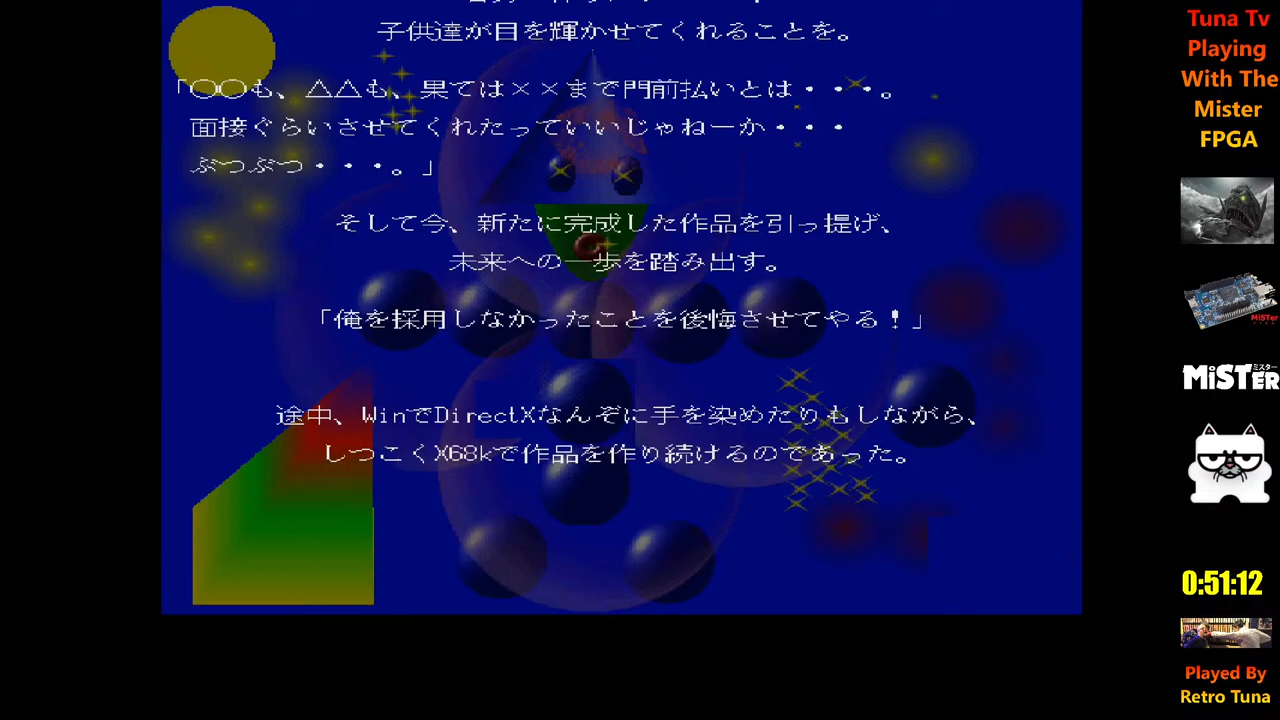 子供達が目を輝かせてくれることを。
「〇〇も、△△も、果ては××まで門前払いとは・・・。
面接ぐらいさせてくれたっていいじゃねーか・・・
ぶつぶつ・・・。」
そして今、新たに完成した作品を引っ提げ、
未来への一歩を踏み出す。
「俺を採用しなかったことを後悔させてやる！」
途中、WinでDirectXなんぞに手を染めたりもしながら、
しつこくX68kで作品を作り続けるのであった。
Tuna Tv
Playing
With The
Mister
FPGA
MiSTer
MiSTer
ミスター
0:51:12
Played By
Retro Tuna